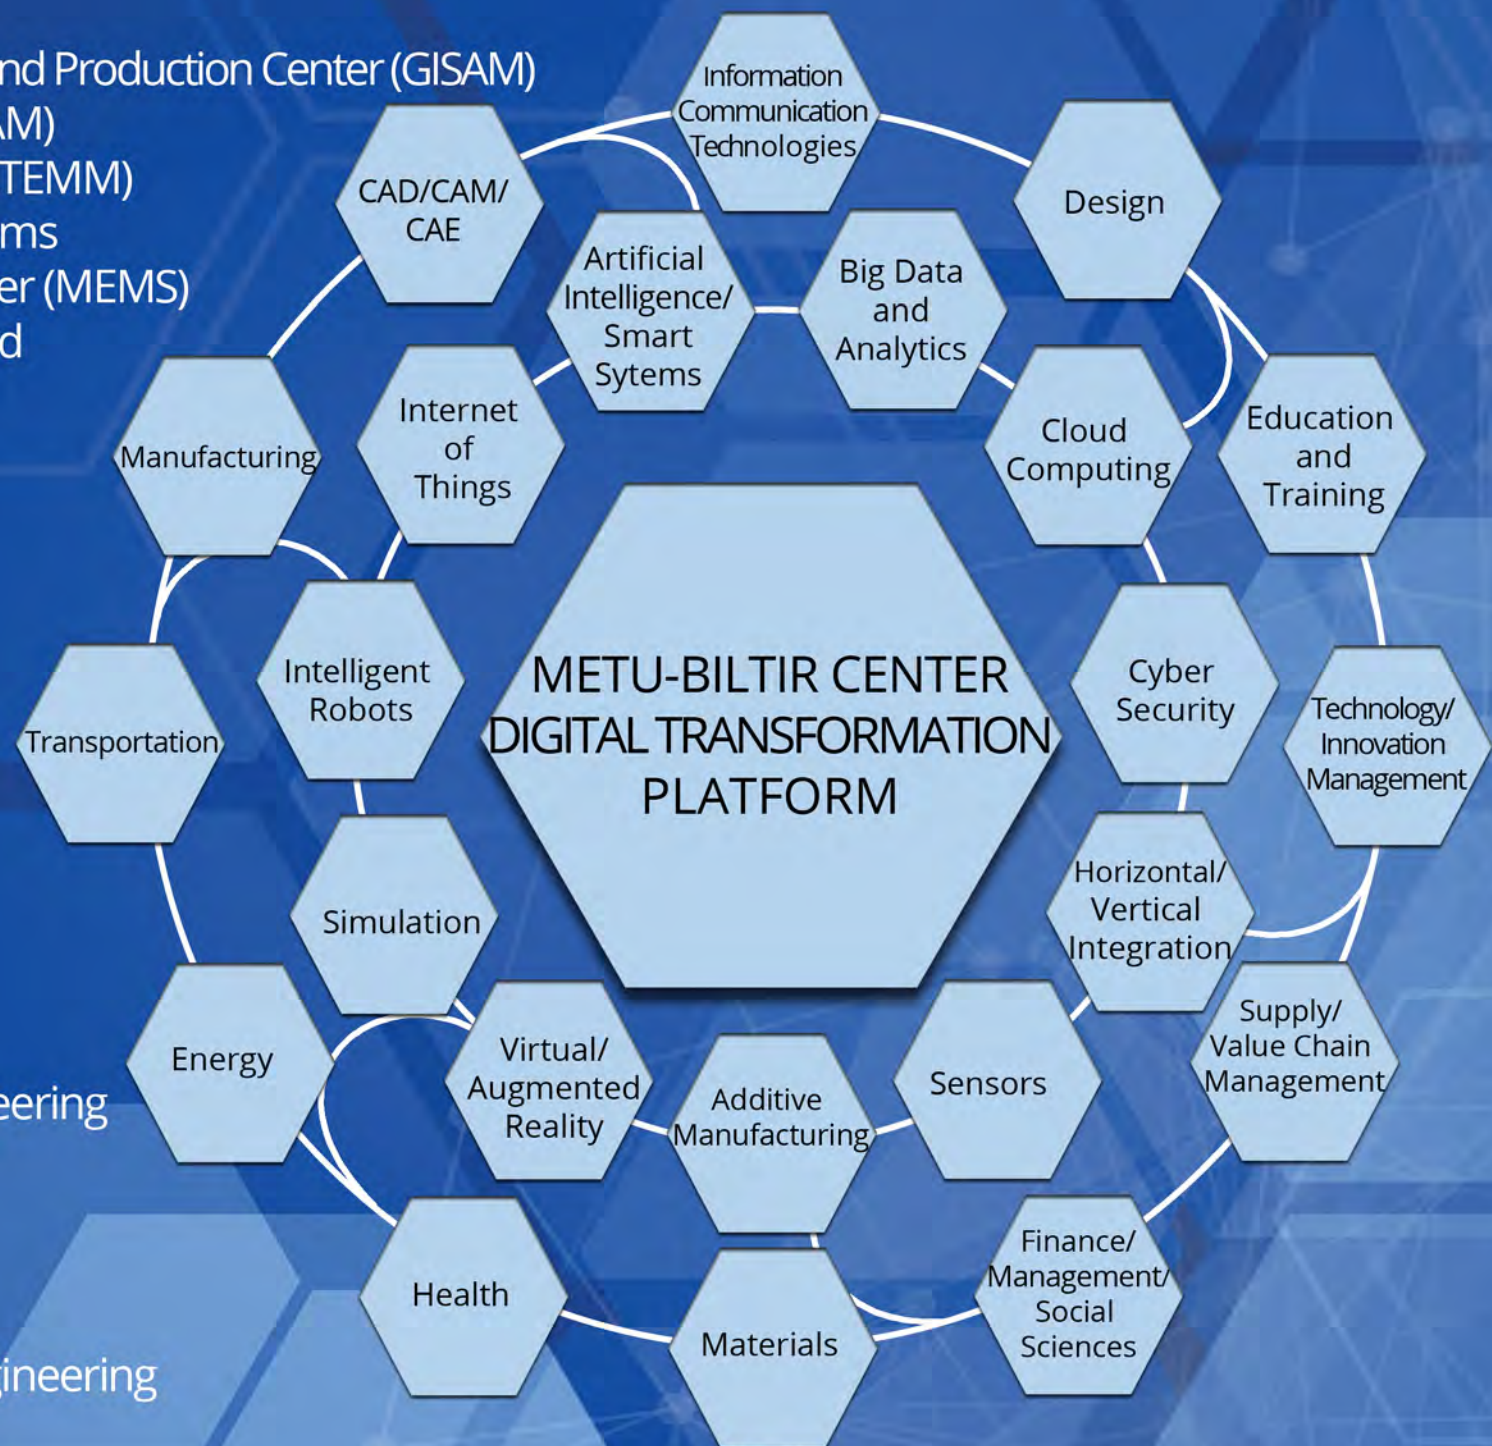 nd Production Center (GISAM)
AM)
TEMM)
ms
er (MEMS)
d
Information
Communication
Technologies
CAD/CAM/
CAE
Design
Artificial
Intelligence/
Smart
Sytems
Big Data
and
Analytics
Internet
of
Things
Cloud
Computing
Education
and
Training
Manufacturing
METU-BILTIR CENTER
DIGITAL TRANSFORMATION
PLATFORM
Intelligent
Robots
Cyber
Security
Transportation
Technology/
Innovation
Management
Simulation
Horizontal/
Vertical
Integration
Energy
Virtual/
Augmented
Reality
Additive
Manufacturing
Sensors
Supply/
Value Chain
Management
eering
Health
Materials
Finance/
Management/
Social
Sciences
gineering